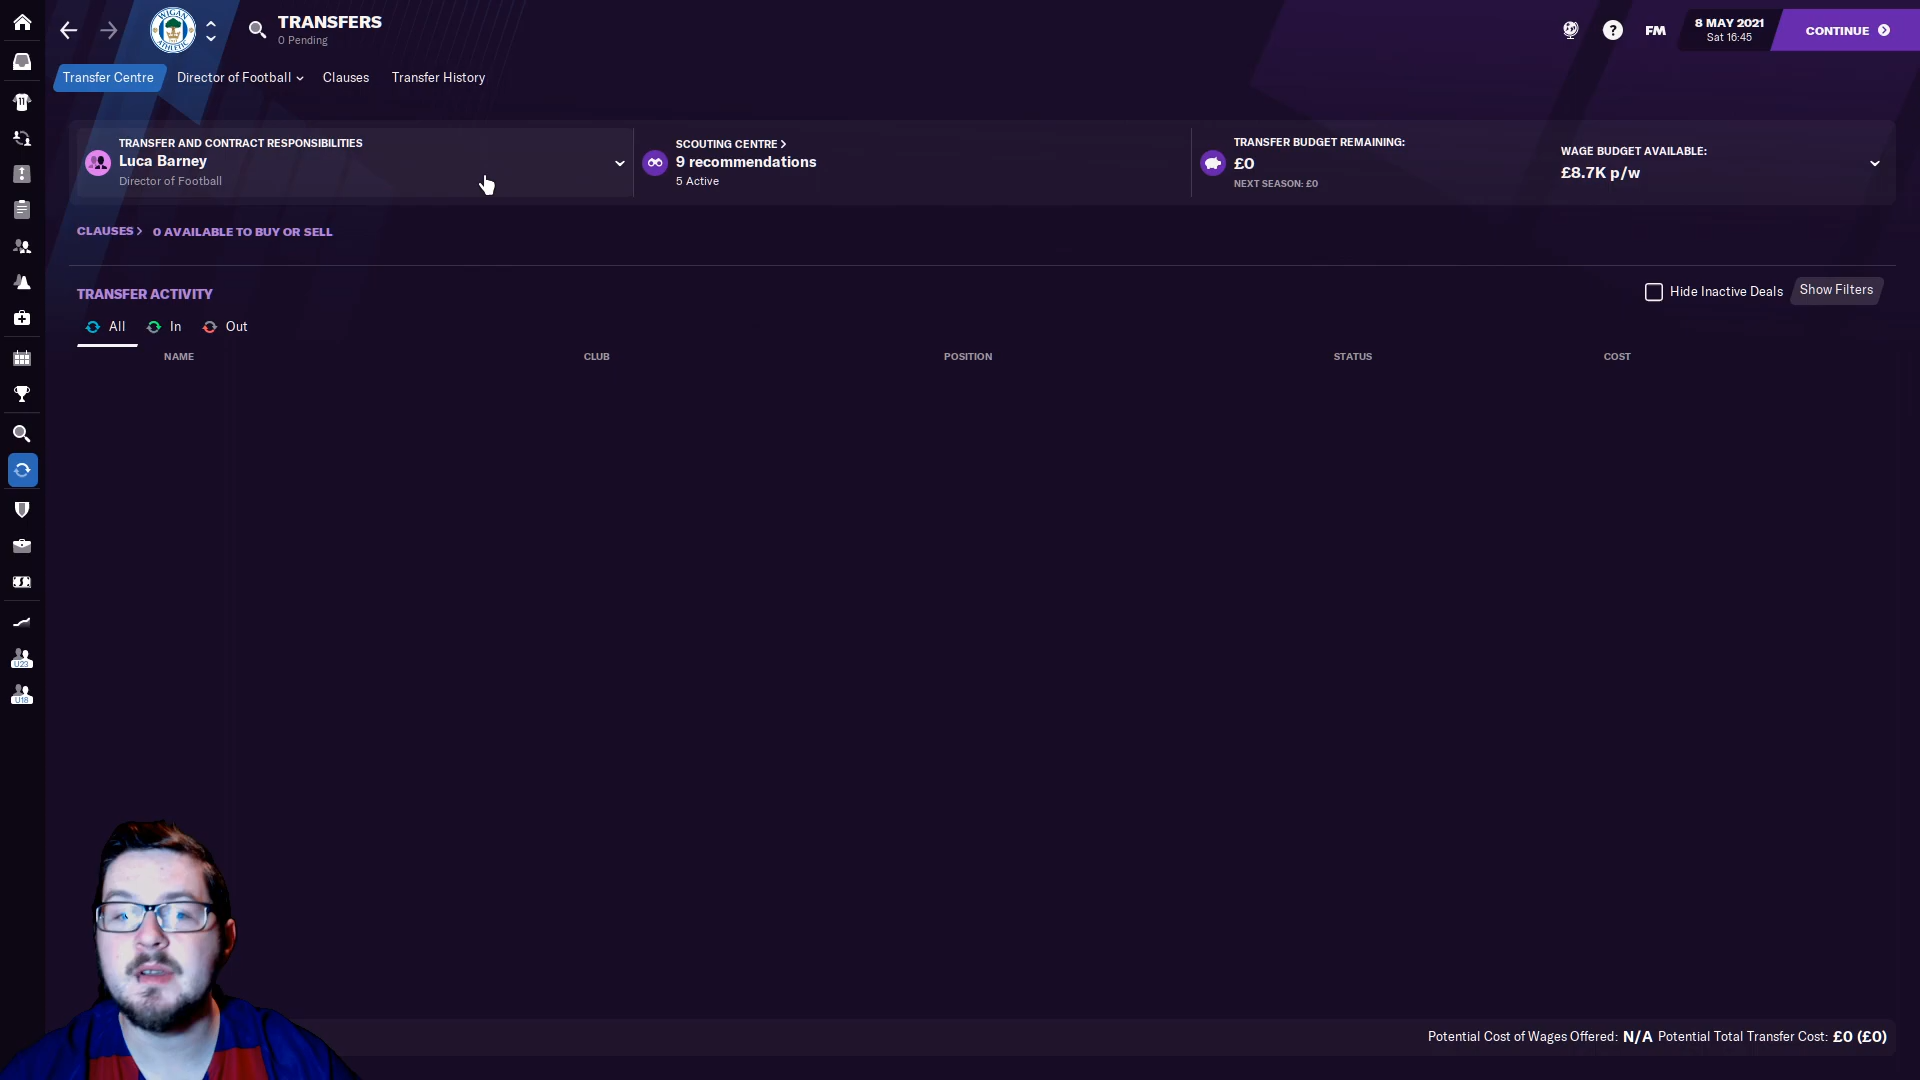 TRANSFERS
0 Pending
WIGAN
ATHLETIC
FM
8 MAY 2021
Sat 16:45
CONTINUE
Transfer Centre
Director of Football
Clauses
Transfer History
TRANSFER AND CONTRACT RESPONSIBILITIES
Luca Barney
Director of Football
SCOUTING CENTRE >
9 recommendations
5 Active
TRANSFER BUDGET REMAINING:
£0
NEXT SEASON: £0
WAGE BUDGET AVAILABLE:
£8.7K p/w
CLAUSES > 0 AVAILABLE TO BUY OR SELL
TRANSFER ACTIVITY
Hide Inactive Deals
Show Filters
All In Out
NAME CLUB POSITION STATUS COST
U23
U18
Potential Cost of Wages Offered: N/A Potential Total Transfer Cost: £0 (£0)